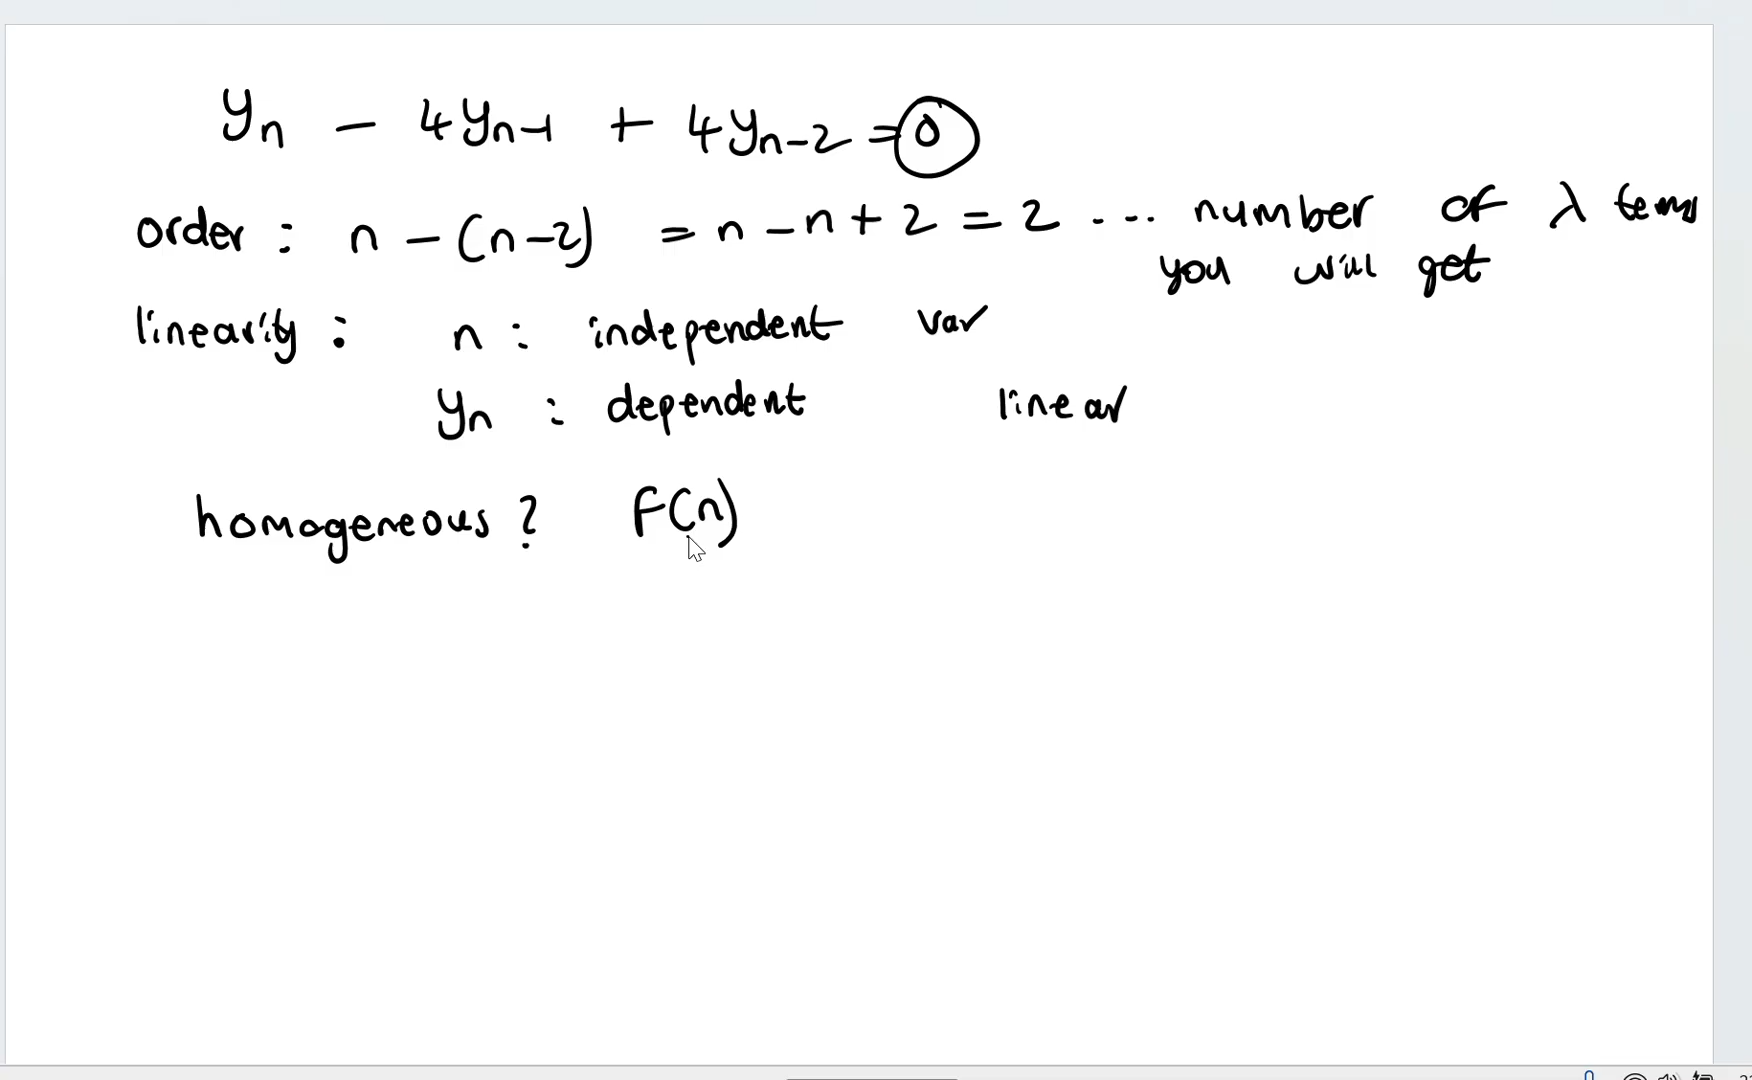 yn − 4yn−1 + 4yn−2 = 0
order : n − (n−2) = n − n + 2 = 2 ... number of λ terms
you will get
linearity : n : independent var
yn : dependent linear
homogeneous ? F(n)